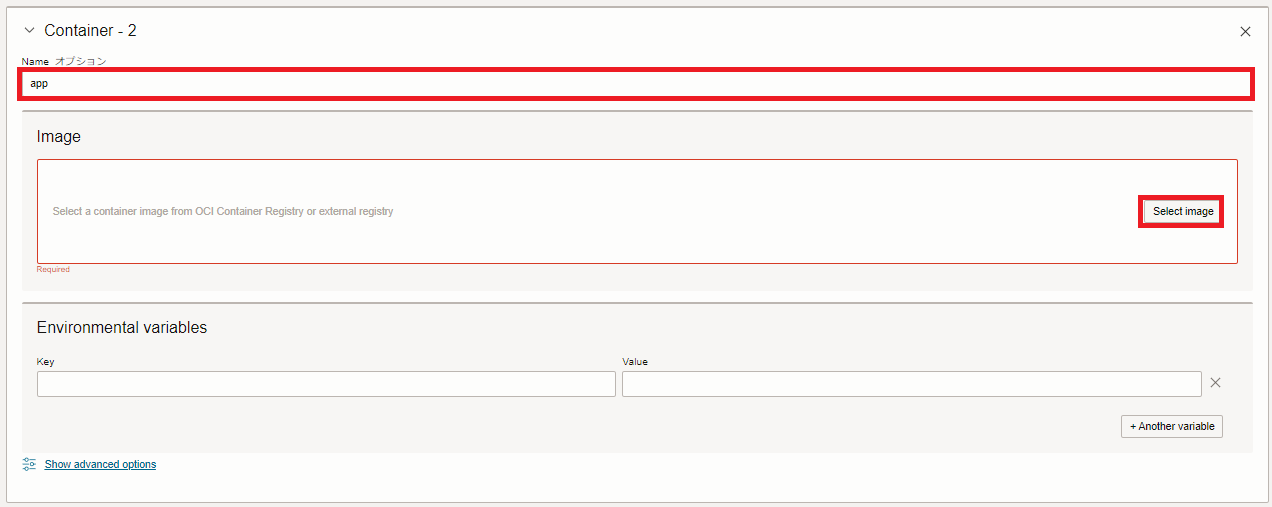 Container - 2
Name オプション
app
Image
Select a container image from OCI Container Registry or external registry
Select image
Required
Environmental variables
Key Value
+ Another variable
Show advanced options